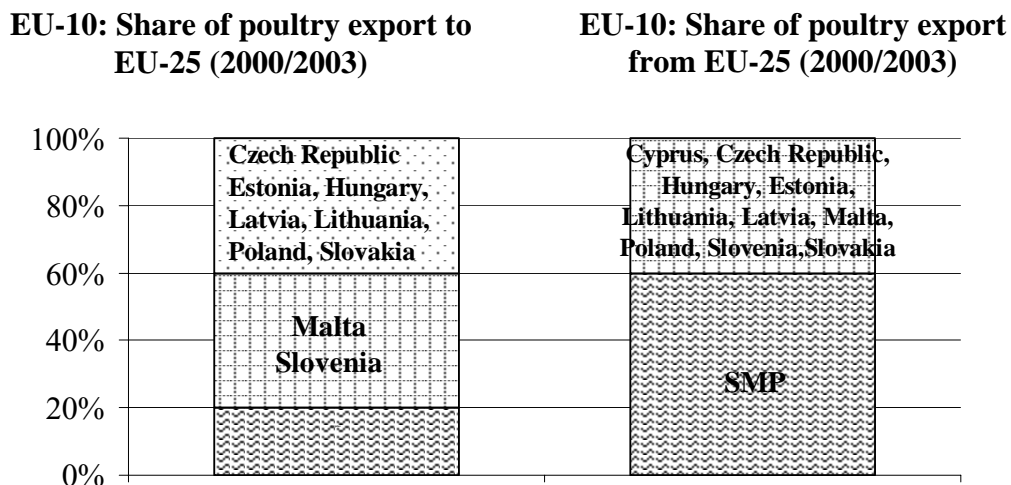 EU-10: Share of poultry export to
EU-25 (2000/2003)
EU-10: Share of poultry export
from EU-25 (2000/2003)
100%
80%
60%
40%
20%
0%
Czech Republic
Estonia, Hungary,
Latvia, Lithuania,
Poland, Slovakia
Malta
Slovenia
Cyprus, Czech Republic,
Hungary, Estonia,
Lithuania, Latvia, Malta,
Poland, Slovenia,Slovakia
SMP